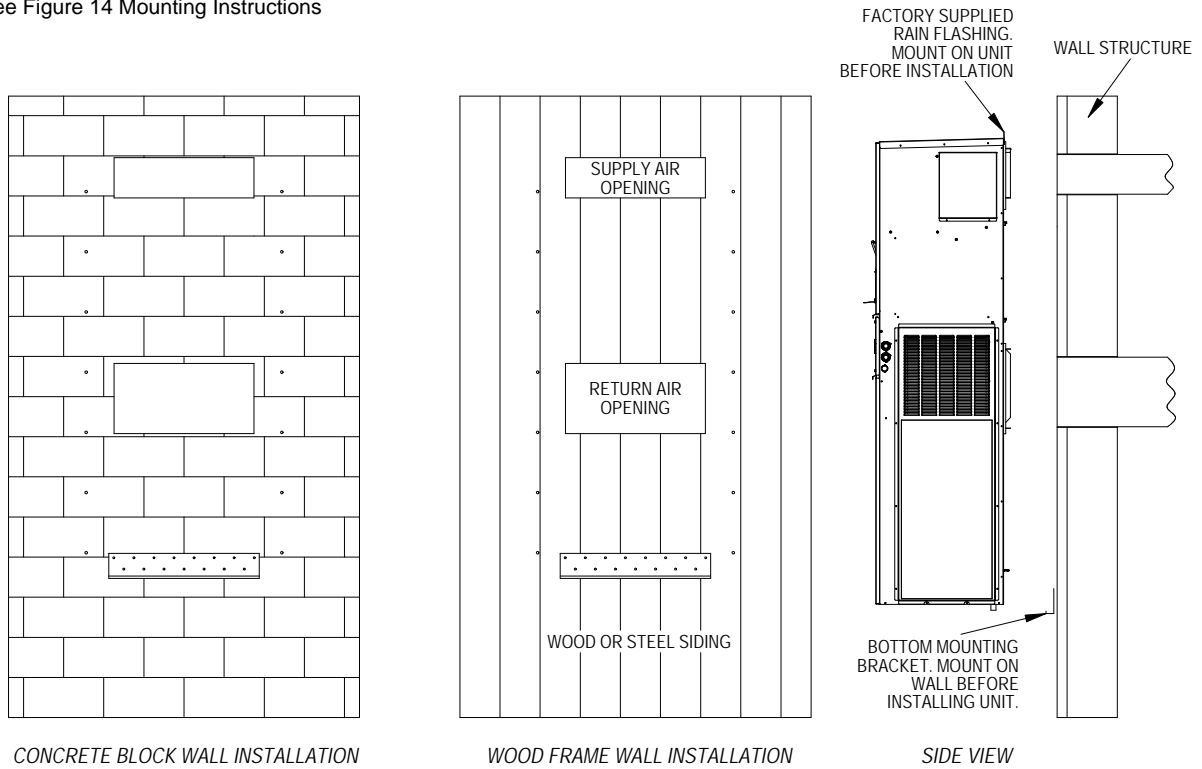 ee Figure 14 Mounting Instructions
FACTORY SUPPLIED
RAIN FLASHING.
MOUNT ON UNIT
BEFORE INSTALLATION
WALL STRUCTURE
SUPPLY AIR
OPENING
RETURN AIR
OPENING
WOOD OR STEEL SIDING
BOTTOM MOUNTING
BRACKET. MOUNT ON
WALL BEFORE
INSTALLING UNIT.
CONCRETE BLOCK WALL INSTALLATION
WOOD FRAME WALL INSTALLATION
SIDE VIEW